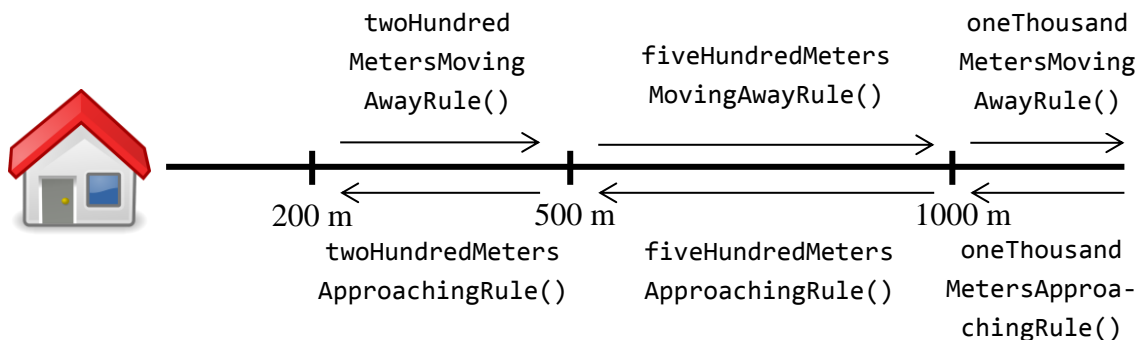 twoHundred
MetersMoving
AwayRule()
fiveHundredMeters
MovingAwayRule()
oneThousand
MetersMoving
AwayRule()
200 m
500 m
1000 m
twoHundredMeters
ApproachingRule()
fiveHundredMeters
ApproachingRule()
oneThousand
MetersApproa-
chingRule()